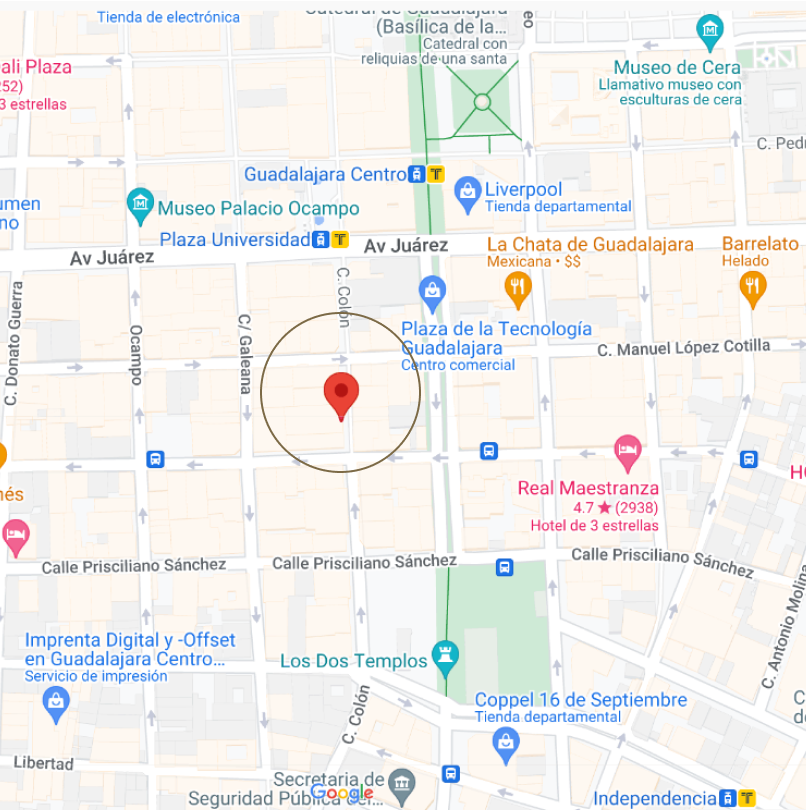 Tienda de electrónica
Catedral de Guadalajara
(Basílica de la...
Catedral con
reliquias de una santa
eo
ali Plaza
252)
3 estrellas
Museo de Cera
Llamativo museo con
esculturas de cera
C. Pedr
Guadalajara Centro
umen
no
Liverpool
Tienda departamental
Museo Palacio Ocampo
Plaza Universidad
Av Juárez
Av Juárez
La Chata de Guadalajara
Mexicana • $$
Barrelato
Helado
C. Donato Guerra
Ocampo
C/ Galeana
C. Colón
Plaza de la Tecnología
Guadalajara
Centro comercial
C. Manuel López Cotilla
nés
Real Maestranza
4.7 ★ (2938)
Hotel de 3 estrellas
HO
Calle Prisciliano Sánchez
Calle Prisciliano Sánchez
Calle Prisciliano Sánchez
C. Antonio Molina
Imprenta Digital y -Offset
en Guadalajara Centro...
Servicio de impresión
Los Dos Templos
C. Colón
Coppel 16 de Septiembre
Tienda departamental
C
de
Libertad
Secretaria de
Seguridad Pública
Google
Independencia